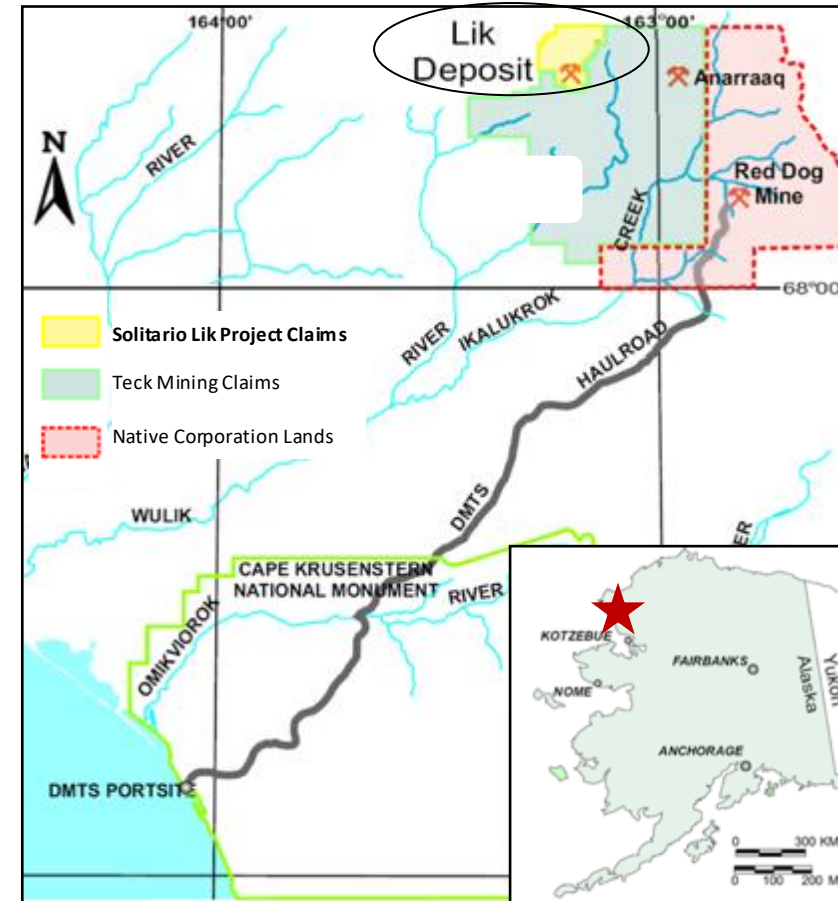 164°00'
163°00'
Lik
Deposit
Anarraaq
N
RIVER
Red Dog
Mine
CREEK
68°00
Solitario Lik Project Claims
Teck Mining Claims
Native Corporation Lands
RIVER
IKALUKROK
HAULROAD
DMTS
WULIK
CAPE KRUSENSTERN
NATIONAL MONUMENT
RIVER
OMIKVIOROK
ER
DMTS PORTSITE
KOTZEBUE
FAIRBANKS
NOME
Alaska
Yukon
ANCHORAGE
0 300 KM
0 100 200 M